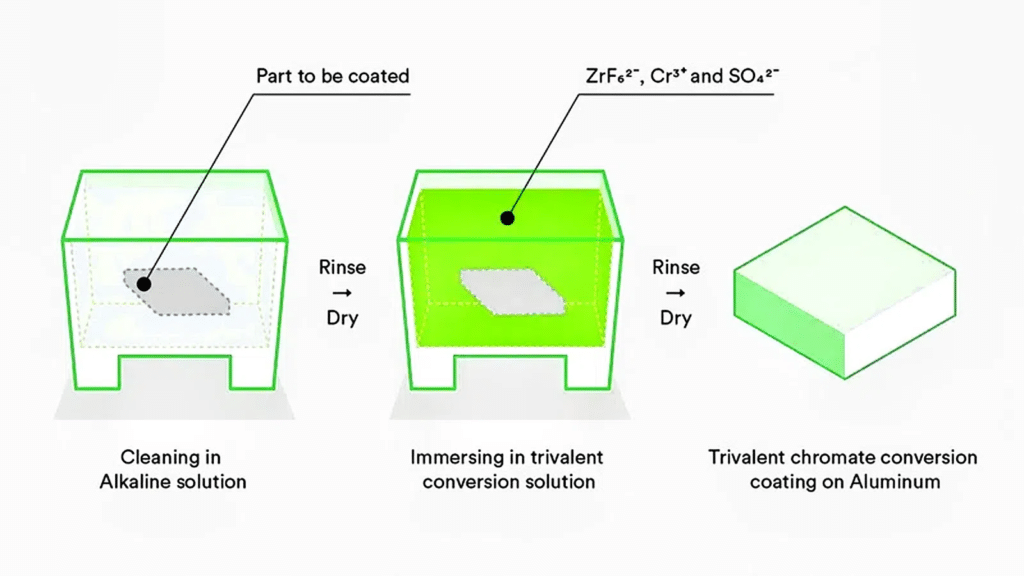 Part to be coated
ZrF₆²⁻, Cr³⁺ and SO₄²⁻
Rinse
→
Dry
Rinse
→
Dry
Cleaning in
Alkaline solution
Immersing in trivalent
conversion solution
Trivalent chromate conversion
coating on Aluminum